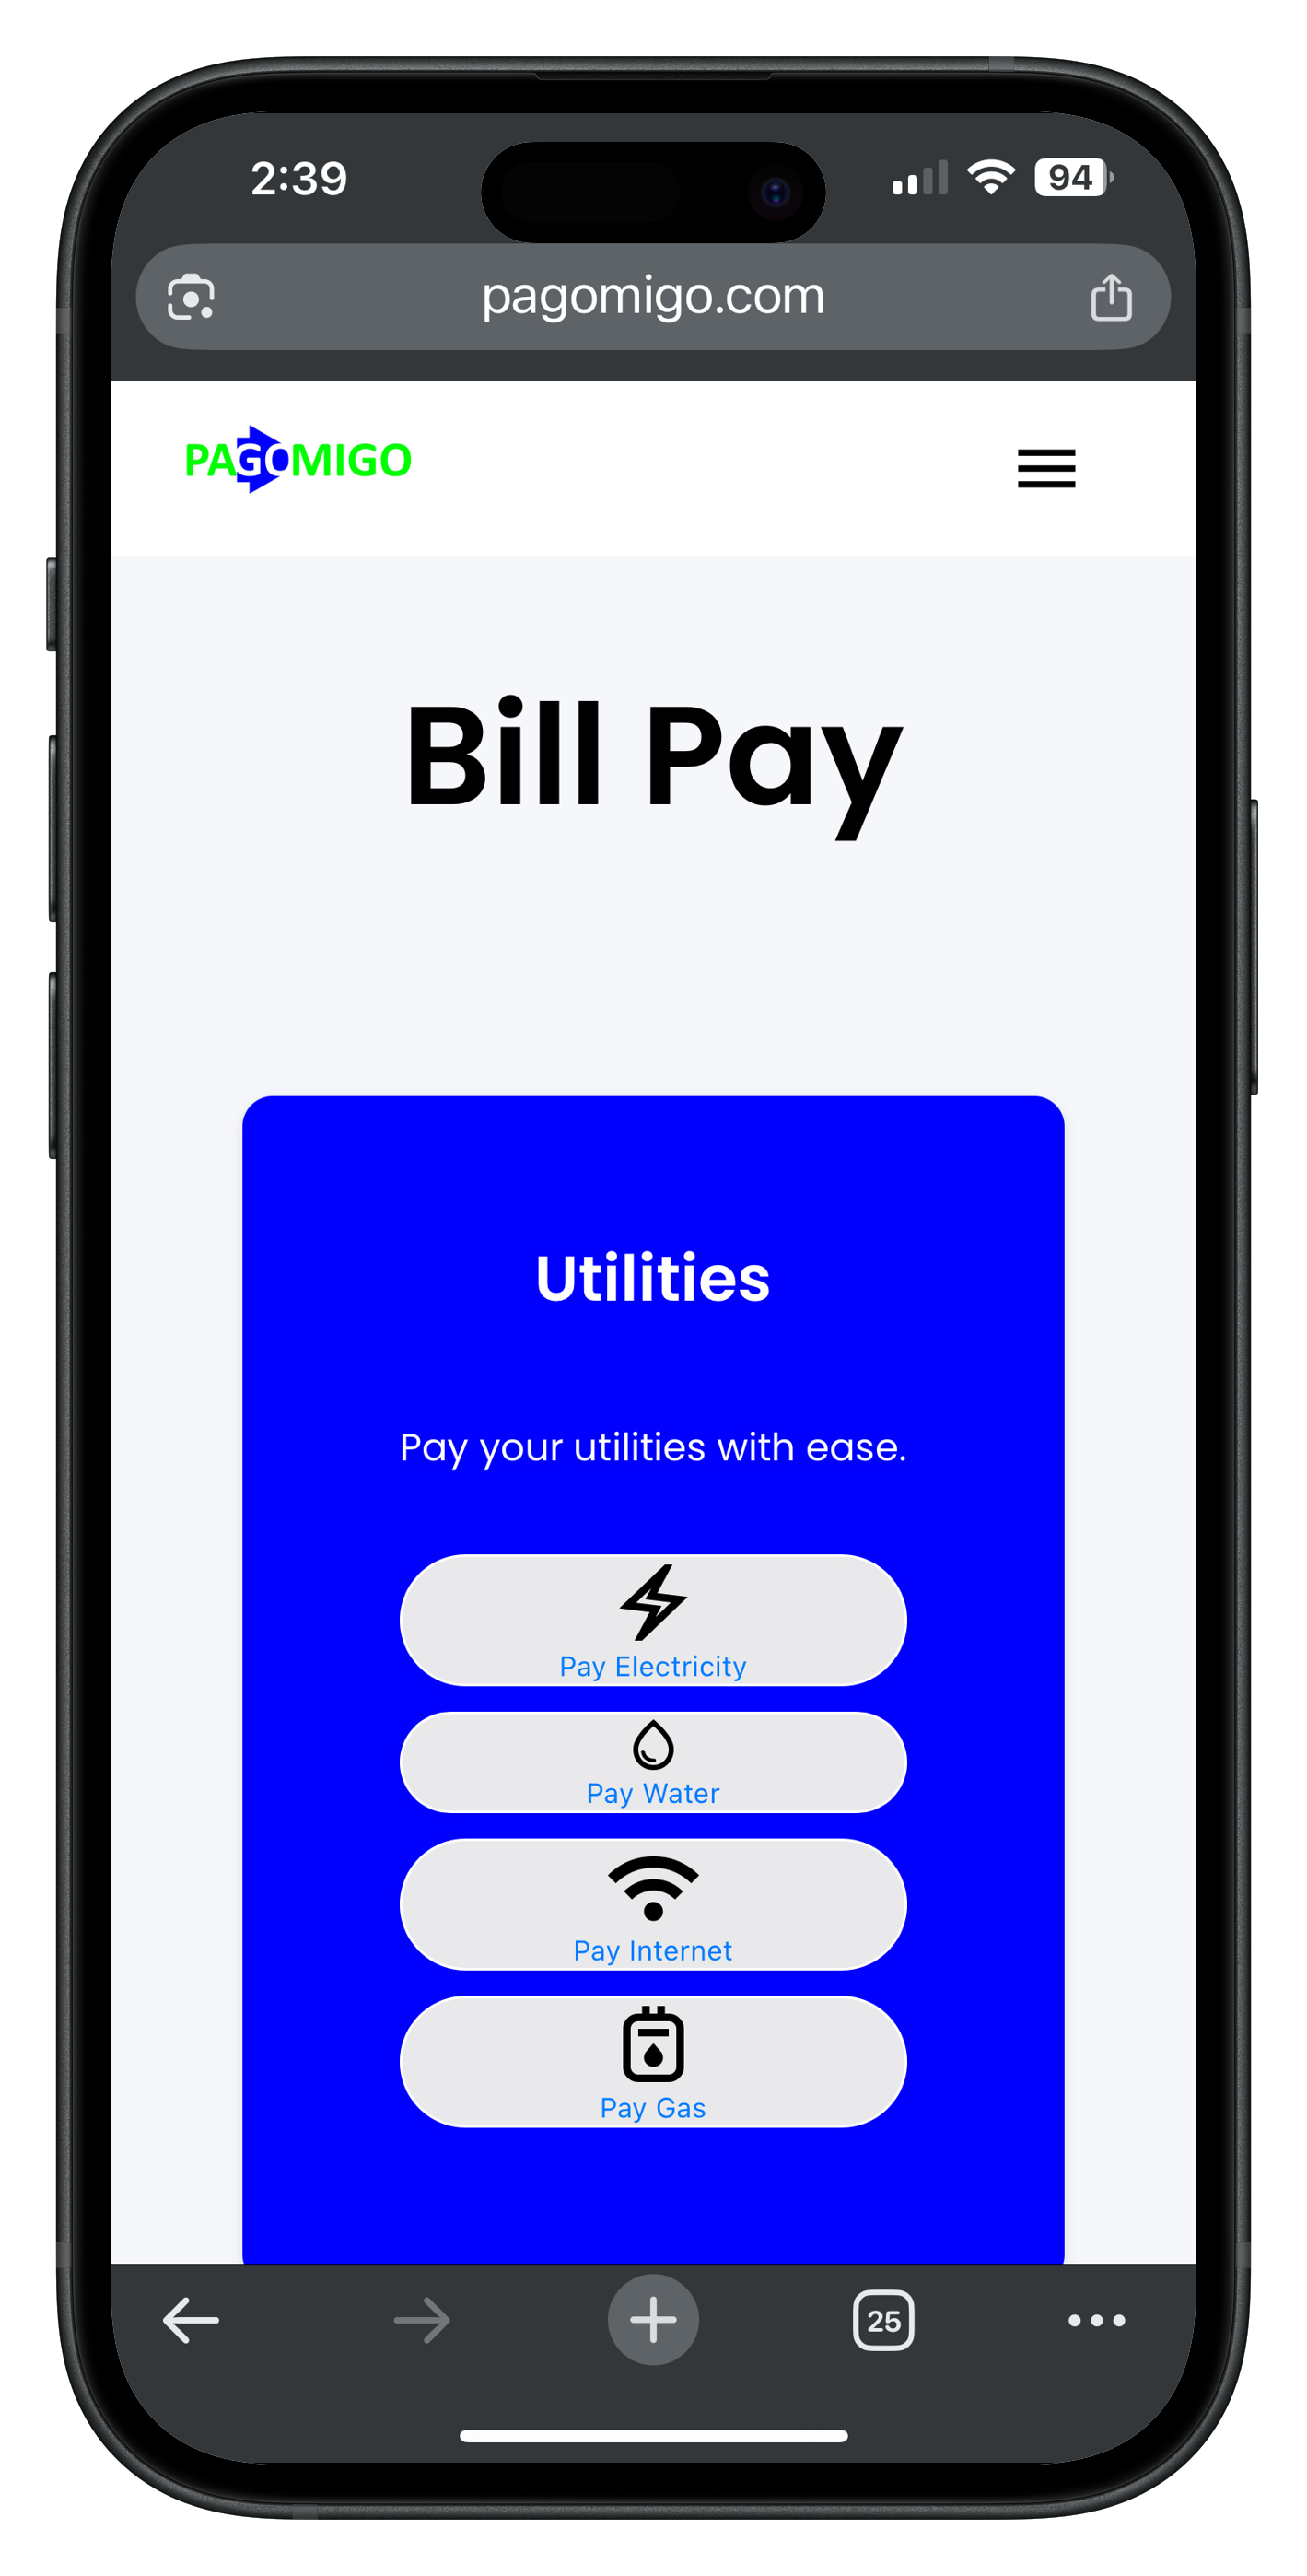 2:39
94
pagomigo.com
PAGOMIGO
Bill Pay
Utilities
Pay your utilities with ease.
Pay Electricity
Pay Water
Pay Internet
Pay Gas
25